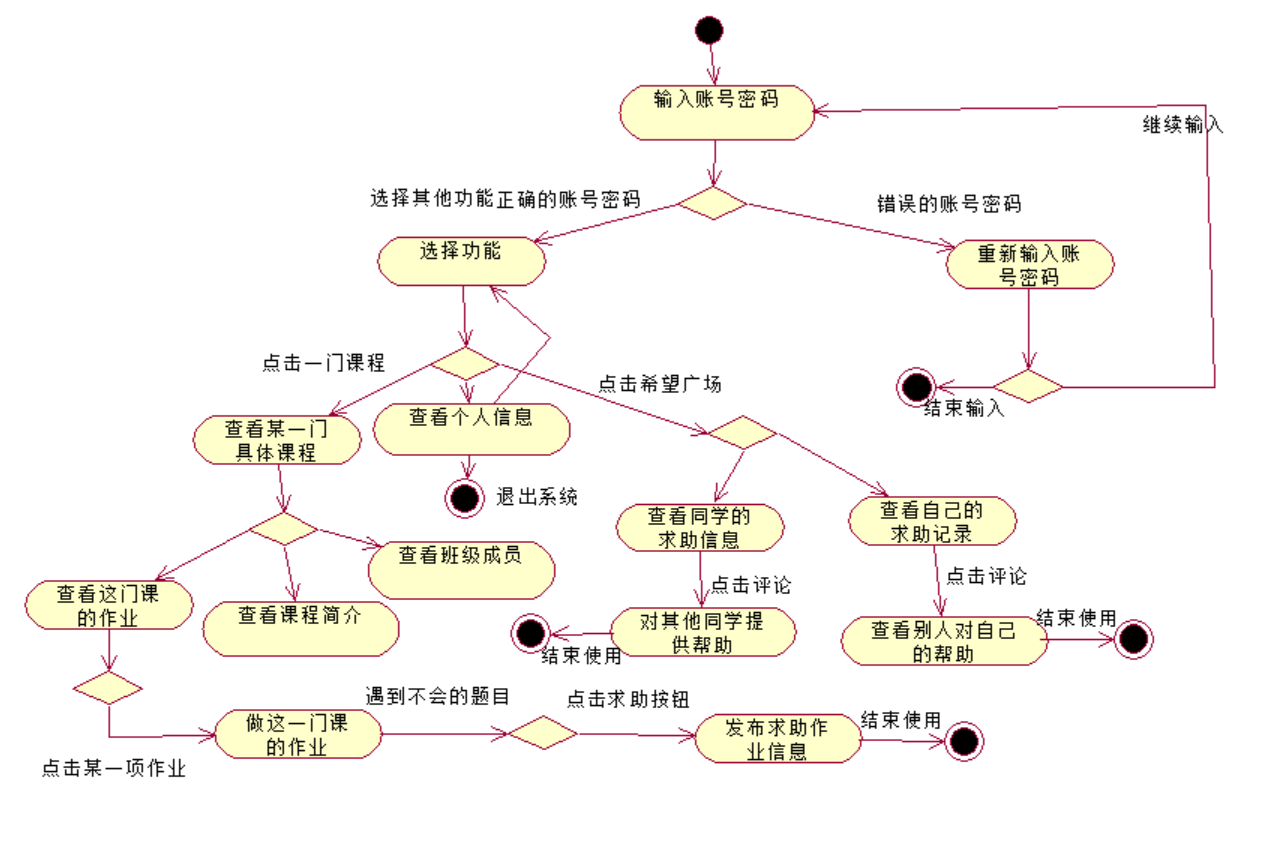 输入账号密码
继续输入
选择其他功能
正确的账号密码
错误的账号密码
选择功能
重新输入账
号密码
点击一门课程
点击希望广场
结束输入
查看某一门
具体课程
查看个人信息
退出系统
查看同学的
求助信息
查看自己的
求助记录
查看班级成员
点击评论
点击评论
查看这门课
的作业
查看课程简介
对其他同学提
供帮助
结束使用
查看别人对自己
的帮助
结束使用
遇到不会的题目
点击求助按钮
做这一门课
的作业
发布求助作
业信息
结束使用
点击某一项作业